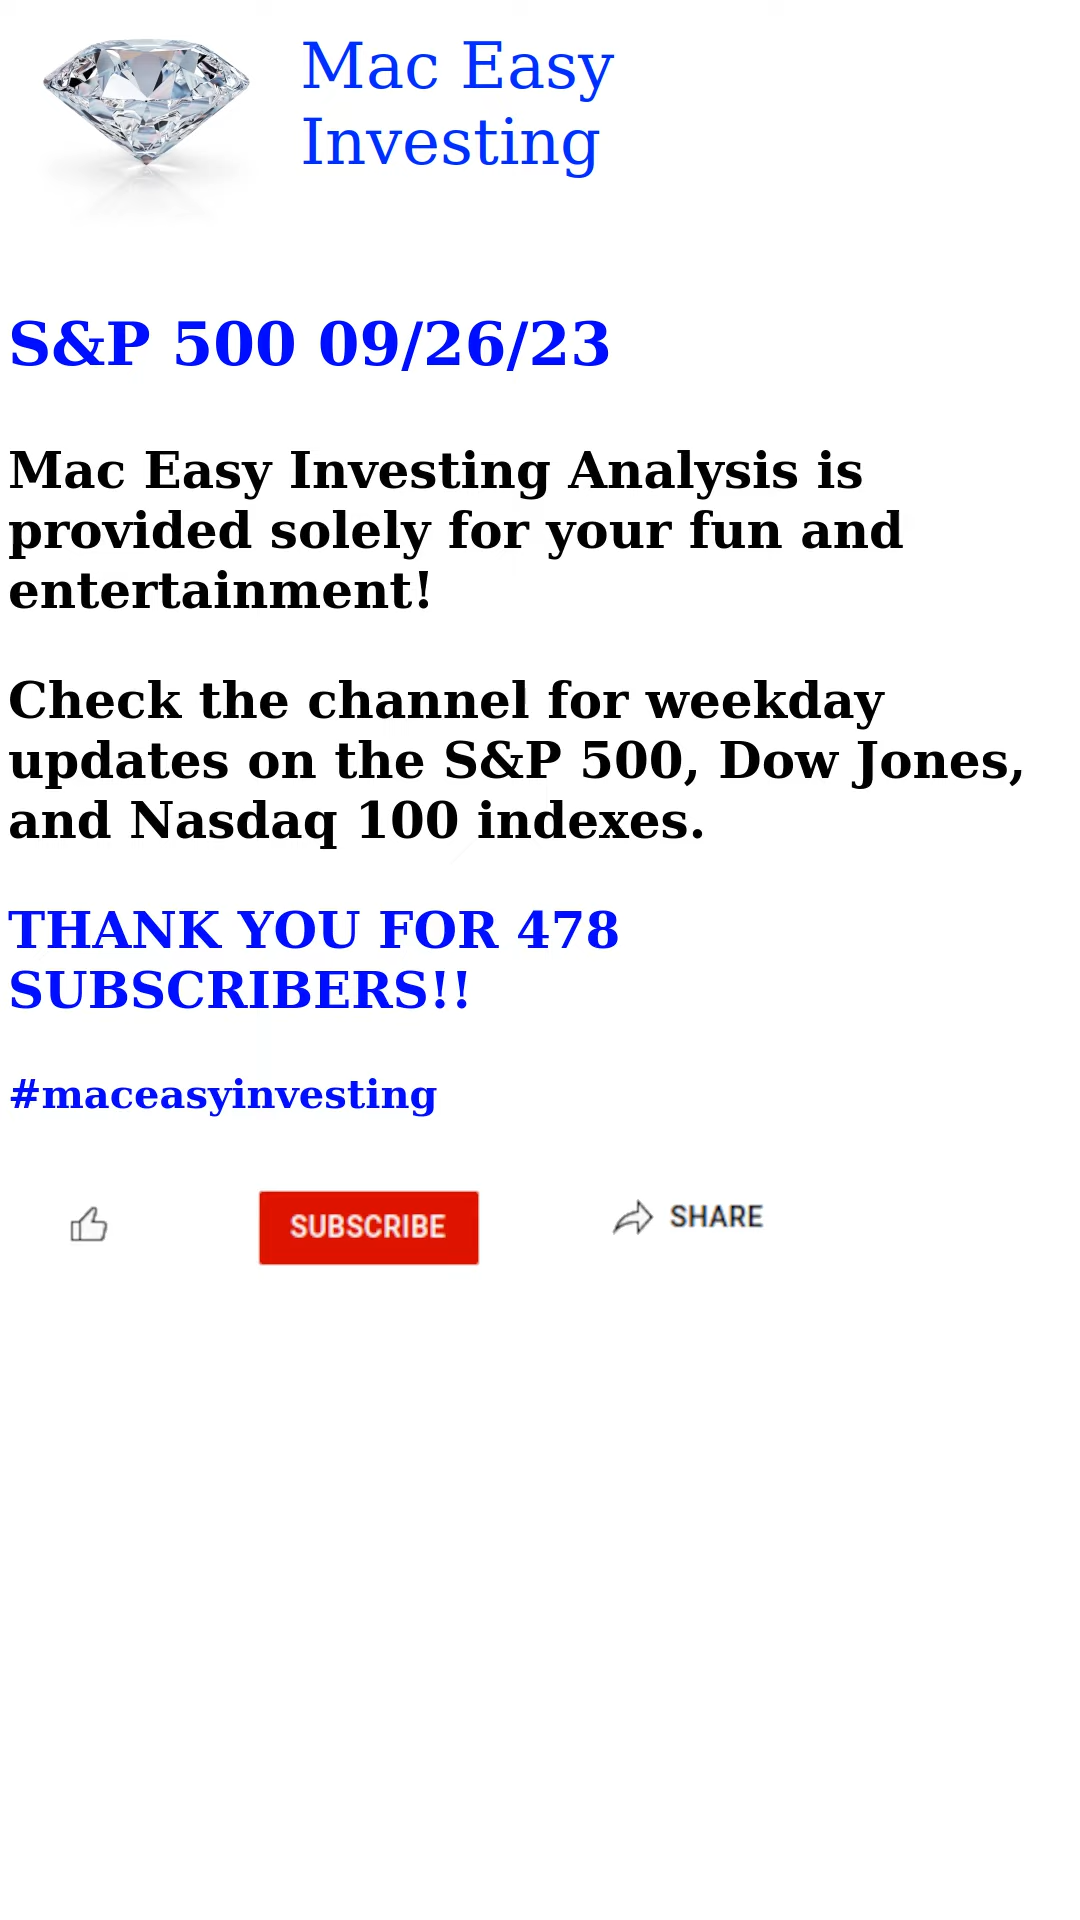 Mac Easy
Investing
S&P 500 09/26/23
Mac Easy Investing Analysis is
provided solely for your fun and
entertainment!
Check the channel for weekday
updates on the S&P 500, Dow Jones,
and Nasdaq 100 indexes.
THANK YOU FOR 478
SUBSCRIBERS!!
#maceasyinvesting
SUBSCRIBE
SHARE